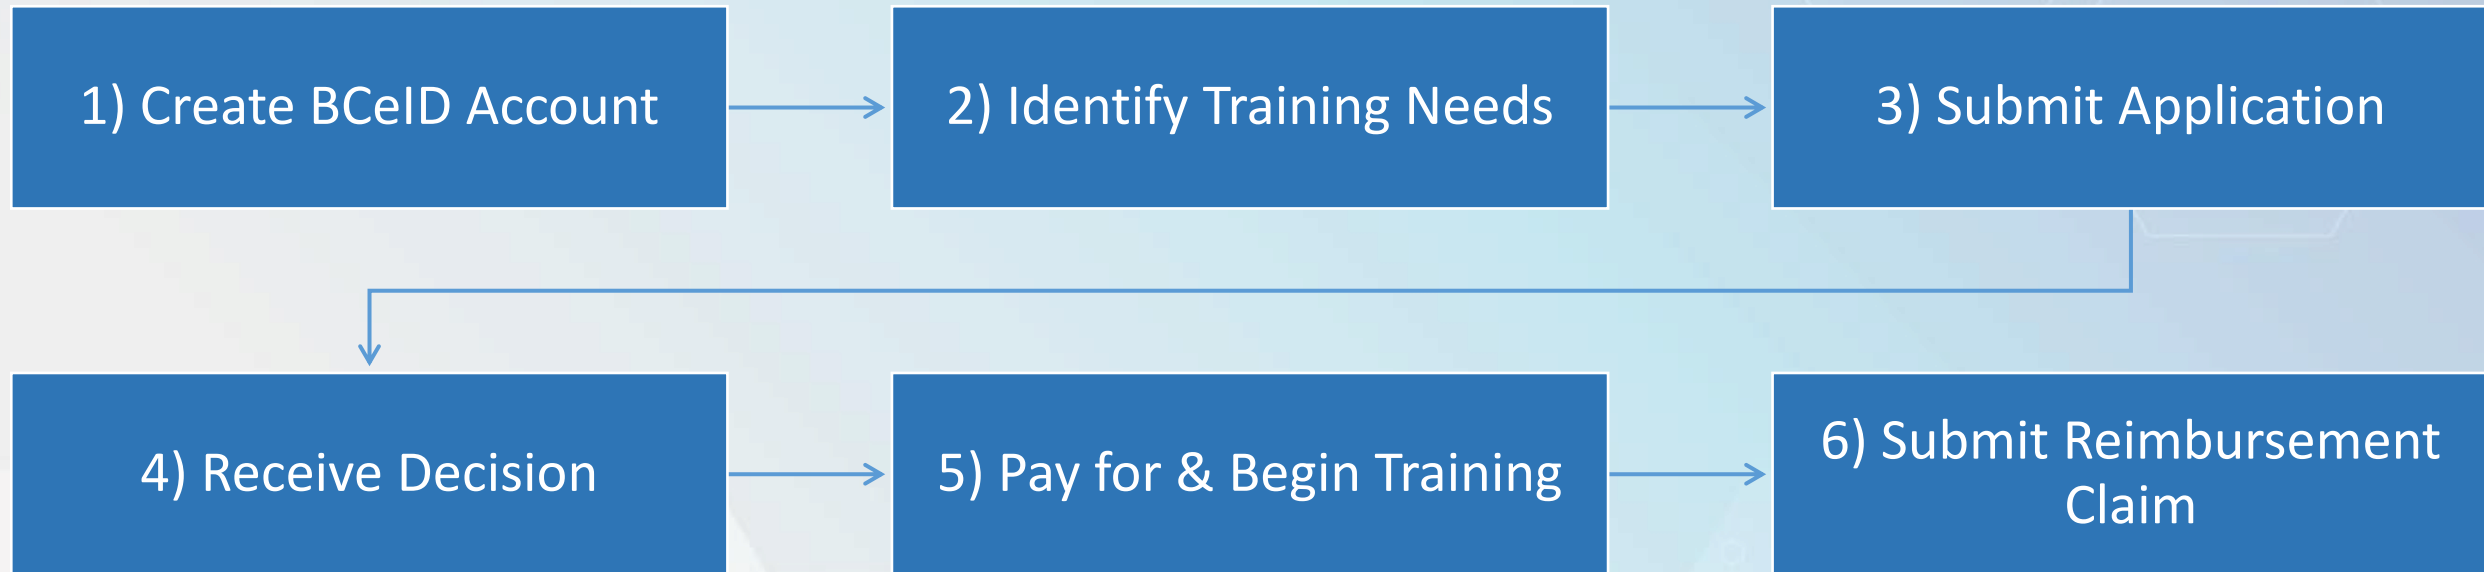 1) Create BCeID Account
2) Identify Training Needs
3) Submit Application
4) Receive Decision
5) Pay for & Begin Training
6) Submit Reimbursement
Claim